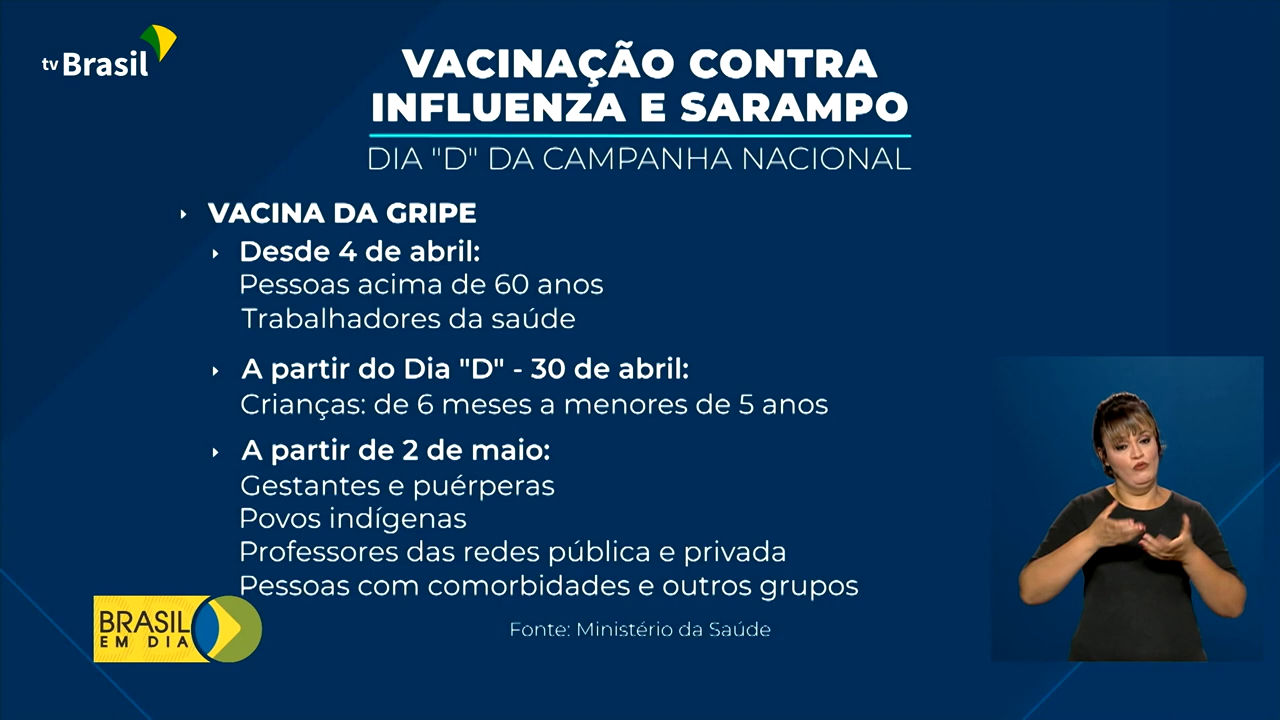 tv Brasil
VACINAÇÃO CONTRA
INFLUENZA E SARAMPO
DIA "D" DA CAMPANHA NACIONAL
VACINA DA GRIPE
Desde 4 de abril:
Pessoas acima de 60 anos
Trabalhadores da saúde
A partir do Dia "D" - 30 de abril:
Crianças: de 6 meses a menores de 5 anos
A partir de 2 de maio:
Gestantes e puérperas
Povos indígenas
Professores das redes pública e privada
Pessoas com comorbidades e outros grupos
BRASIL
EM DIA
Fonte: Ministério da Saúde